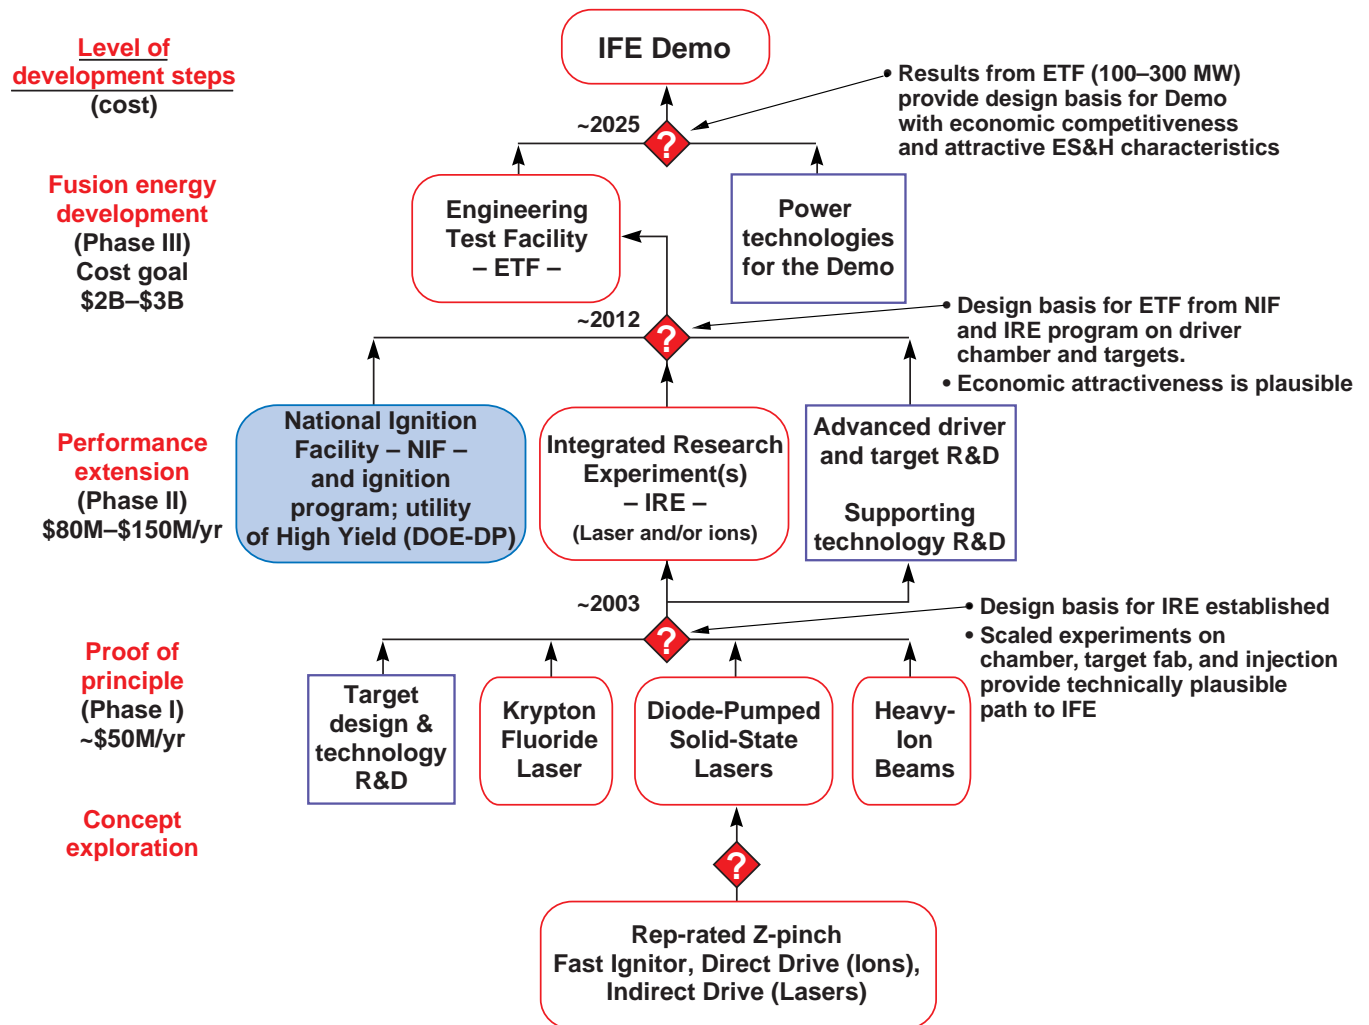 Level of
development steps
(cost)
IFE Demo
• Results from ETF (100–300 MW)
provide design basis for Demo
with economic competitiveness
and attractive ES&H characteristics
~2025
?
Fusion energy
development
(Phase III)
Cost goal
$2B–$3B
Engineering
Test Facility
– ETF –
Power
technologies
for the Demo
~2012
?
• Design basis for ETF from NIF
and IRE program on driver
chamber and targets.
• Economic attractiveness is plausible
Performance
extension
(Phase II)
$80M–$150M/yr
National Ignition
Facility – NIF –
and ignition
program; utility
of High Yield (DOE-DP)
Integrated Research
Experiment(s)
– IRE –
(Laser and/or ions)
Advanced driver
and target R&D
Supporting
technology R&D
~2003
?
• Design basis for IRE established
• Scaled experiments on
chamber, target fab, and injection
provide technically plausible
path to IFE
Proof of
principle
(Phase I)
~$50M/yr
Target
design &
technology
R&D
Krypton
Fluoride
Laser
Diode-Pumped
Solid-State
Lasers
Heavy-
Ion
Beams
Concept
exploration
?
Rep-rated Z-pinch
Fast Ignitor, Direct Drive (Ions),
Indirect Drive (Lasers)